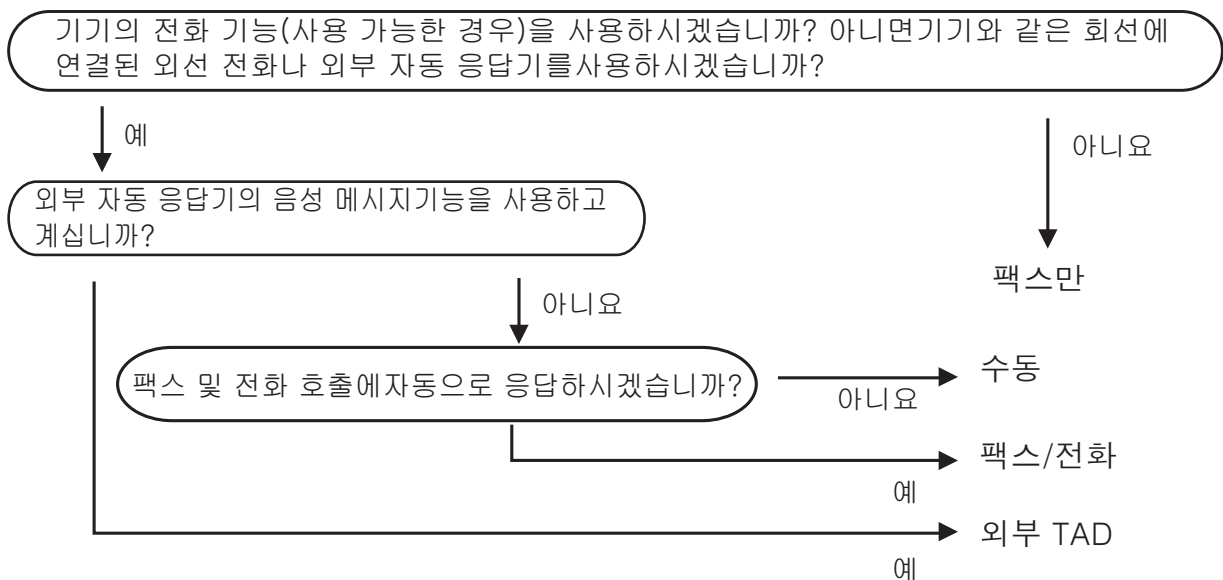 기기의 전화 기능(사용 가능한 경우)을 사용하시겠습니까? 아니면기기와 같은 회선에
연결된 외선 전화나 외부 자동 응답기를사용하시겠습니까?
예
아니요
외부 자동 응답기의 음성 메시지기능을 사용하고
계십니까?
팩스만
아니요
팩스 및 전화 호출에자동으로 응답하시겠습니까?
수동
아니요
팩스/전화
예
외부 TAD
예